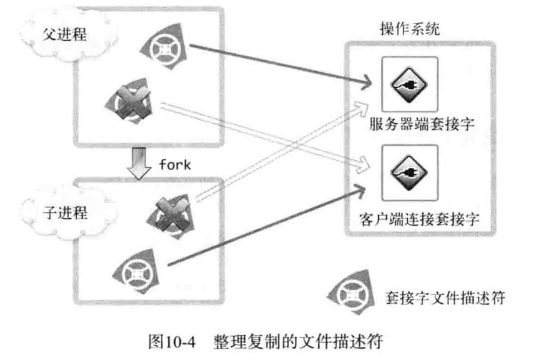 父进程
操作系统
服务器端套接字
fork
子进程
客户端连接套接字
套接字文件描述符
图10-4 整理复制的文件描述符